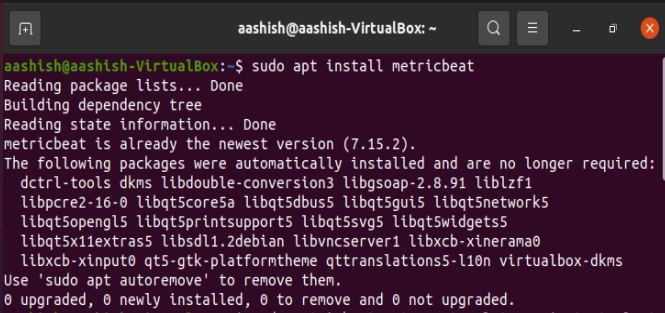 aashish@aashish-VirtualBox: ~
aashish@aashish-VirtualBox:~$ sudo apt install metricbeat
Reading package lists... Done
Building dependency tree
Reading state information... Done
metricbeat is already the newest version (7.15.2).
The following packages were automatically installed and are no longer required:
  dctrl-tools dkms libdouble-conversion3 libgsoap-2.8.91 liblzf1
  libpcre2-16-0 libqt5core5a libqt5dbus5 libqt5gui5 libqt5network5
  libqt5opengl5 libqt5printsupport5 libqt5svg5 libqt5widgets5
  libqt5x11extras5 libsdl1.2debian libvncserver1 libxcb-xinerama0
  libxcb-xinput0 qt5-gtk-platformtheme qttranslations5-l10n virtualbox-dkms
Use 'sudo apt autoremove' to remove them.
0 upgraded, 0 newly installed, 0 to remove and 0 not upgraded.